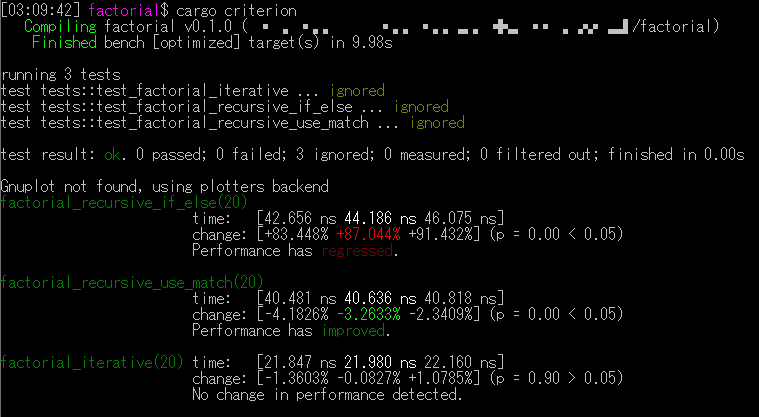 [03:09:42] factorial$ cargo criterion
Compiling factorial v0.1.0 ( /factorial)
Finished bench [optimized] target(s) in 9.98s
running 3 tests
test tests::test_factorial_iterative ... ignored
test tests::test_factorial_recursive_if_else ... ignored
test tests::test_factorial_recursive_use_match ... ignored
test result: ok. 0 passed; 0 failed; 3 ignored; 0 measured; 0 filtered out; finished in 0.00s
Gnuplot not found, using plotters backend
factorial_recursive_if_else(20)
time: [42.656 ns 44.186 ns 46.075 ns]
change: [+83.448% +87.044% +91.432%] (p = 0.00 < 0.05)
Performance has regressed.
factorial_recursive_use_match(20)
time: [40.481 ns 40.636 ns 40.818 ns]
change: [-4.1826% -3.2633% -2.3409%] (p = 0.00 < 0.05)
Performance has improved.
factorial_iterative(20) time: [21.847 ns 21.980 ns 22.160 ns]
change: [-1.3603% -0.0827% +1.0785%] (p = 0.90 > 0.05)
No change in performance detected.